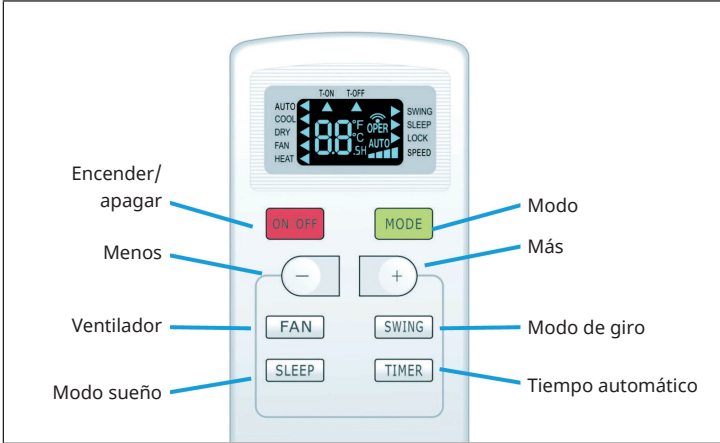 T-ON T-OFF
AUTO
COOL
DRY
FAN
HEAT
88°F
°C
.5H
OPER
AUTO
SWING
SLEEP
LOCK
SPEED
Encender/
apagar
ON OFF
MODE
Modo
Menos
−
+
Más
Ventilador
FAN
SWING
Modo de giro
Modo sueño
SLEEP
TIMER
Tiempo automático